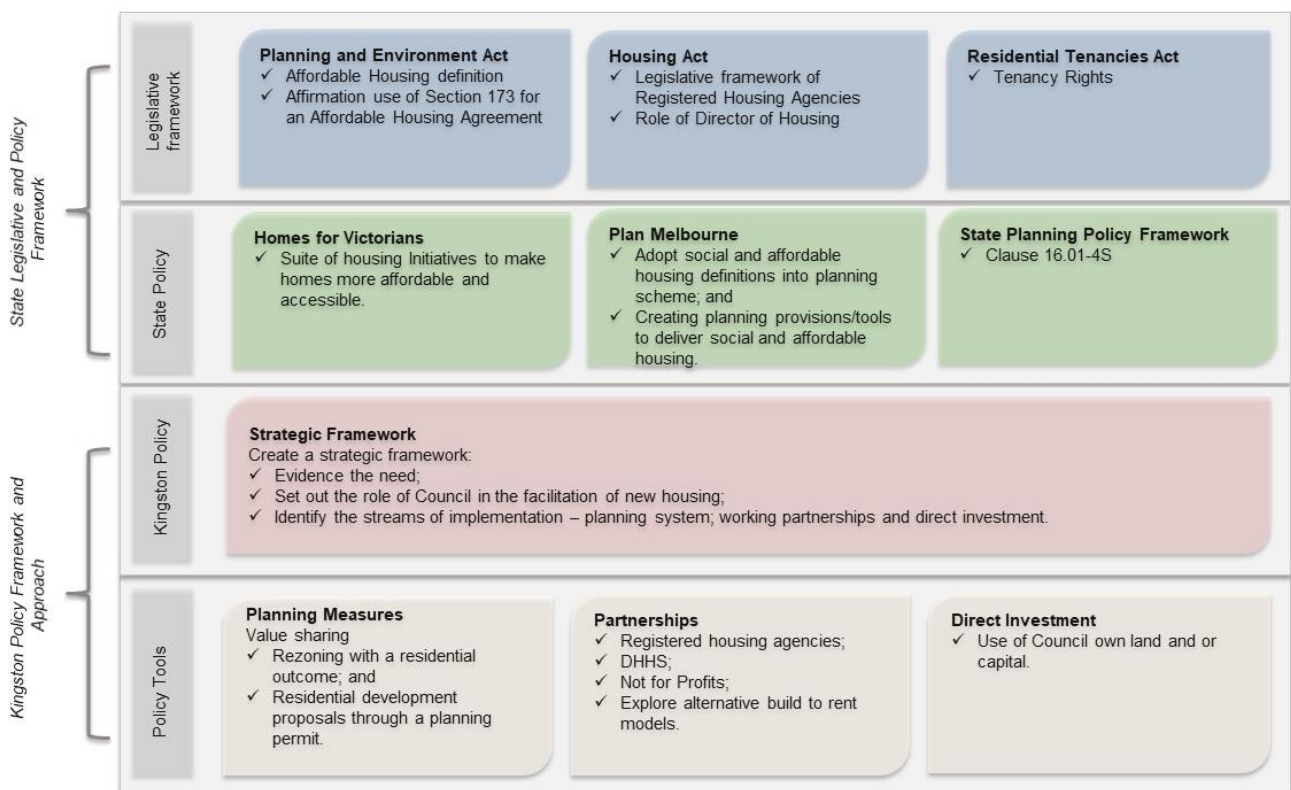 State Legislative and Policy
Framework
Legislative
framework
Planning and Environment Act
✓ Affordable Housing definition
✓ Affirmation use of Section 173 for
an Affordable Housing Agreement
Housing Act
✓ Legislative framework of
Registered Housing Agencies
✓ Role of Director of Housing
Residential Tenancies Act
✓ Tenancy Rights
State Policy
Homes for Victorians
✓ Suite of housing Initiatives to make
homes more affordable and
accessible.
Plan Melbourne
✓ Adopt social and affordable
housing definitions into planning
scheme; and
✓ Creating planning provisions/tools
to deliver social and affordable
housing.
State Planning Policy Framework
✓ Clause 16.01-4S
Kingston Policy Framework and
Approach
Kingston Policy
Strategic Framework
Create a strategic framework:
✓ Evidence the need;
✓ Set out the role of Council in the facilitation of new housing;
✓ Identify the streams of implementation – planning system; working partnerships and direct investment.
Policy Tools
Planning Measures
Value sharing
✓ Rezoning with a residential
outcome; and
✓ Residential development
proposals through a planning
permit.
Partnerships
✓ Registered housing agencies;
✓ DHHS;
✓ Not for Profits;
✓ Explore alternative build to rent
models.
Direct Investment
✓ Use of Council own land and or
capital.